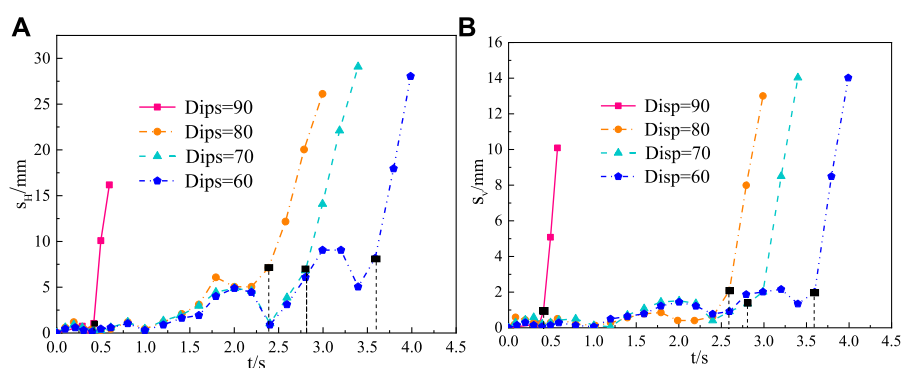 A
30
25
20
15
10
5
0
s_H/mm
Dips=90
Dips=80
Dips=70
Dips=60
0.0 0.5 1.0 1.5 2.0 2.5 3.0 3.5 4.0 4.5
t/s
B
16
14
12
10
8
6
4
2
0
s_v/mm
Disp=90
Disp=80
Disp=70
Disp=60
0.0 0.5 1.0 1.5 2.0 2.5 3.0 3.5 4.0 4.5
t/s